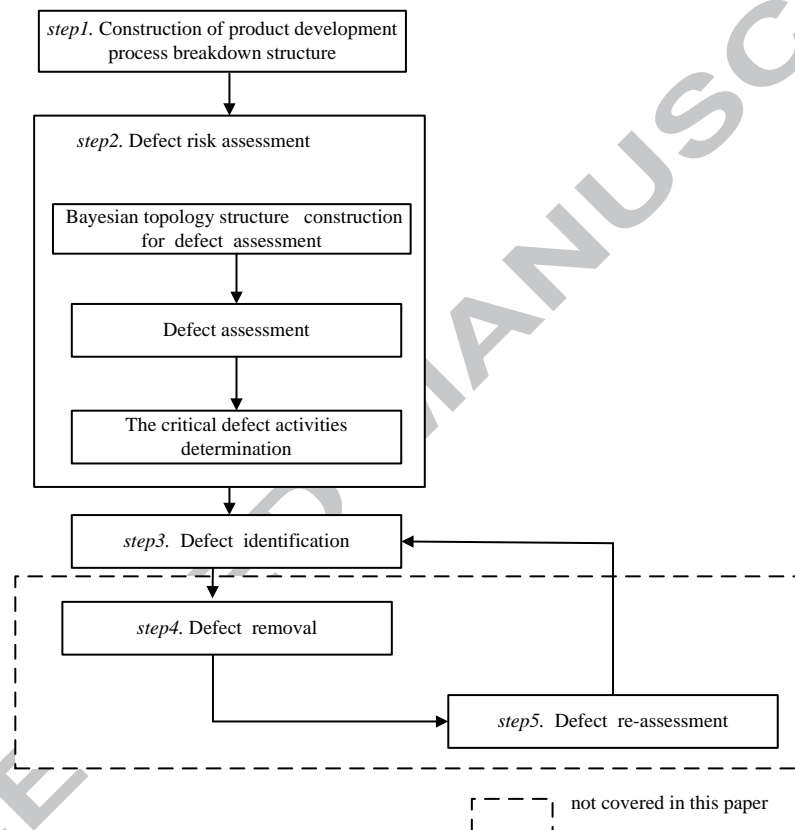 step1. Construction of product development
process breakdown structure
step2. Defect risk assessment
Bayesian topology structure construction
for defect assessment
Defect assessment
The critical defect activities
determination
step3. Defect identification
step4. Defect removal
step5. Defect re-assessment
not covered in this paper